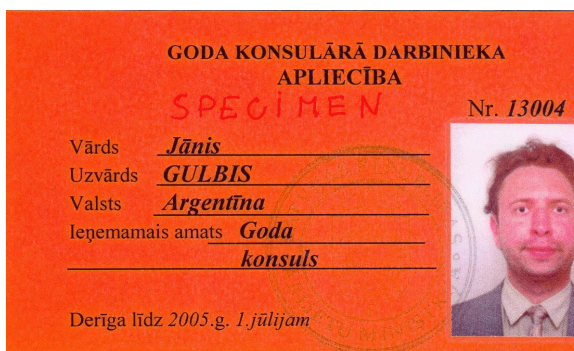 GODA KONSULĀRĀ DARBINIEKA
APLIECĪBA
SPECIMEN
Nr. 13004
Vārds Jānis
Uzvārds GULBIS
Valsts Argentīna
Ieņemamais amats Goda
konsuls
Derīga līdz 2005.g. 1.jūlijam